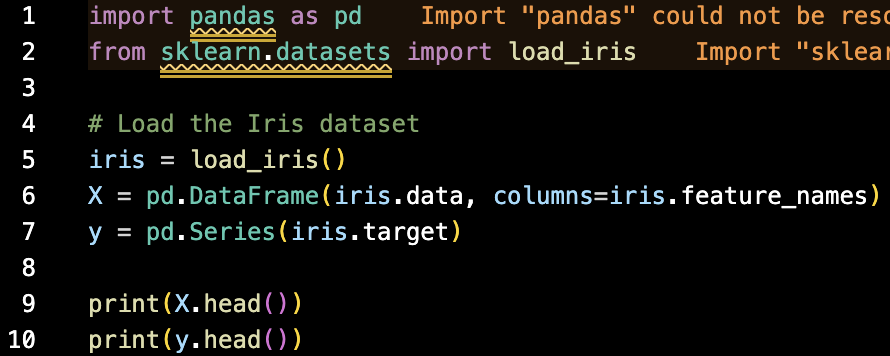 1 import pandas as pd Import "pandas" could not be
2 from sklearn.datasets import load_iris Import
3
4 # Load the Iris dataset
5 iris = load_iris()
6 X = pd.DataFrame(iris.data, columns=iris.feature_names)
7 y = pd.Series(iris.target)
8
9 print(X.head())
10 print(y.head())